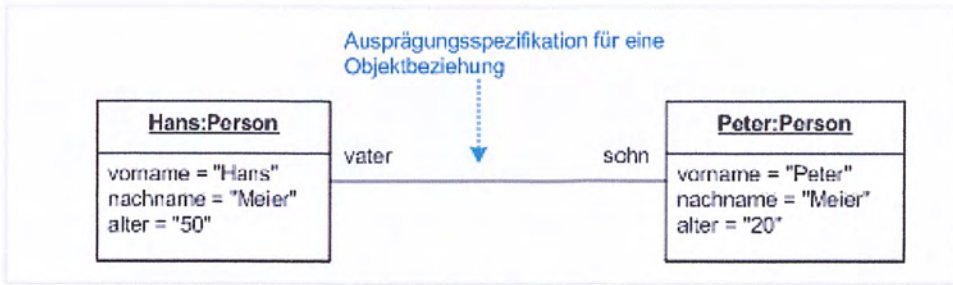 Ausprägungsspezifikation für eine
Objektbeziehung
Hans:Person
vorname = "Hans"
nachname = "Meier"
alter = "50"
vater
sohn
Peter:Person
vorname = "Peter"
nachname = "Meier"
alter = "20"